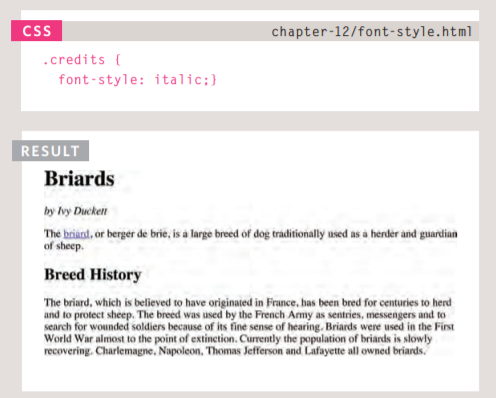 CSS
chapter-12/font-style.html
.credits {
  font-style: italic;}
RESULT
Briards
by Ivy Duckett
The briard, or berger de brie, is a large breed of dog traditionally used as a herder and guardian
of sheep.
Breed History
The briard, which is believed to have originated in France, has been bred for centuries to herd
and to protect sheep. The breed was used by the French Army as sentries, messengers and to
search for wounded soldiers because of its fine sense of hearing. Briards were used in the First
World War almost to the point of extinction. Currently the population of briards is slowly
recovering. Charlemagne, Napoleon, Thomas Jefferson and Lafayette all owned briards.